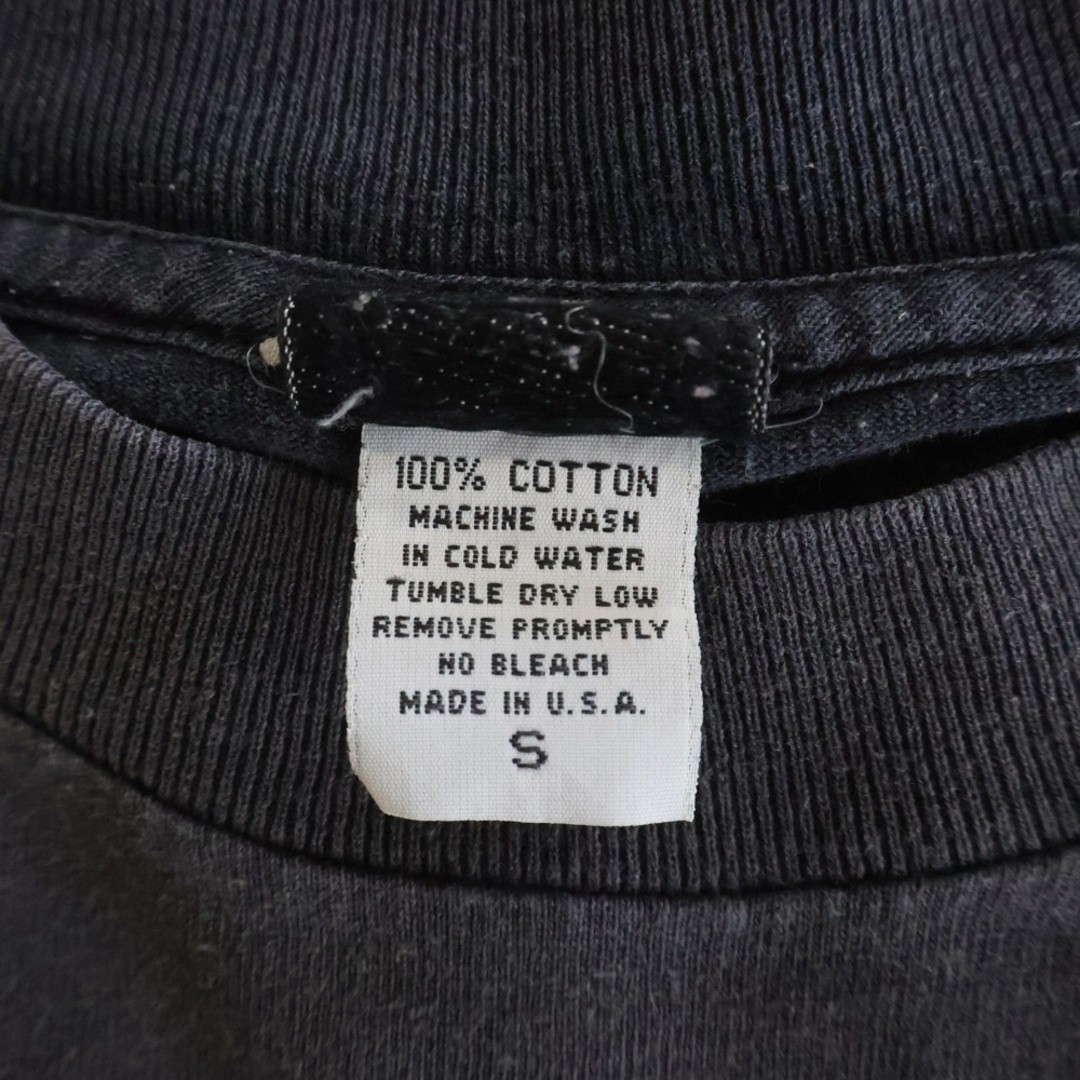 100% COTTON
MACHINE WASH
IN COLD WATER
TUMBLE DRY LOW
REMOVE PROMPTLY
NO BLEACH
MADE IN U.S.A.
S